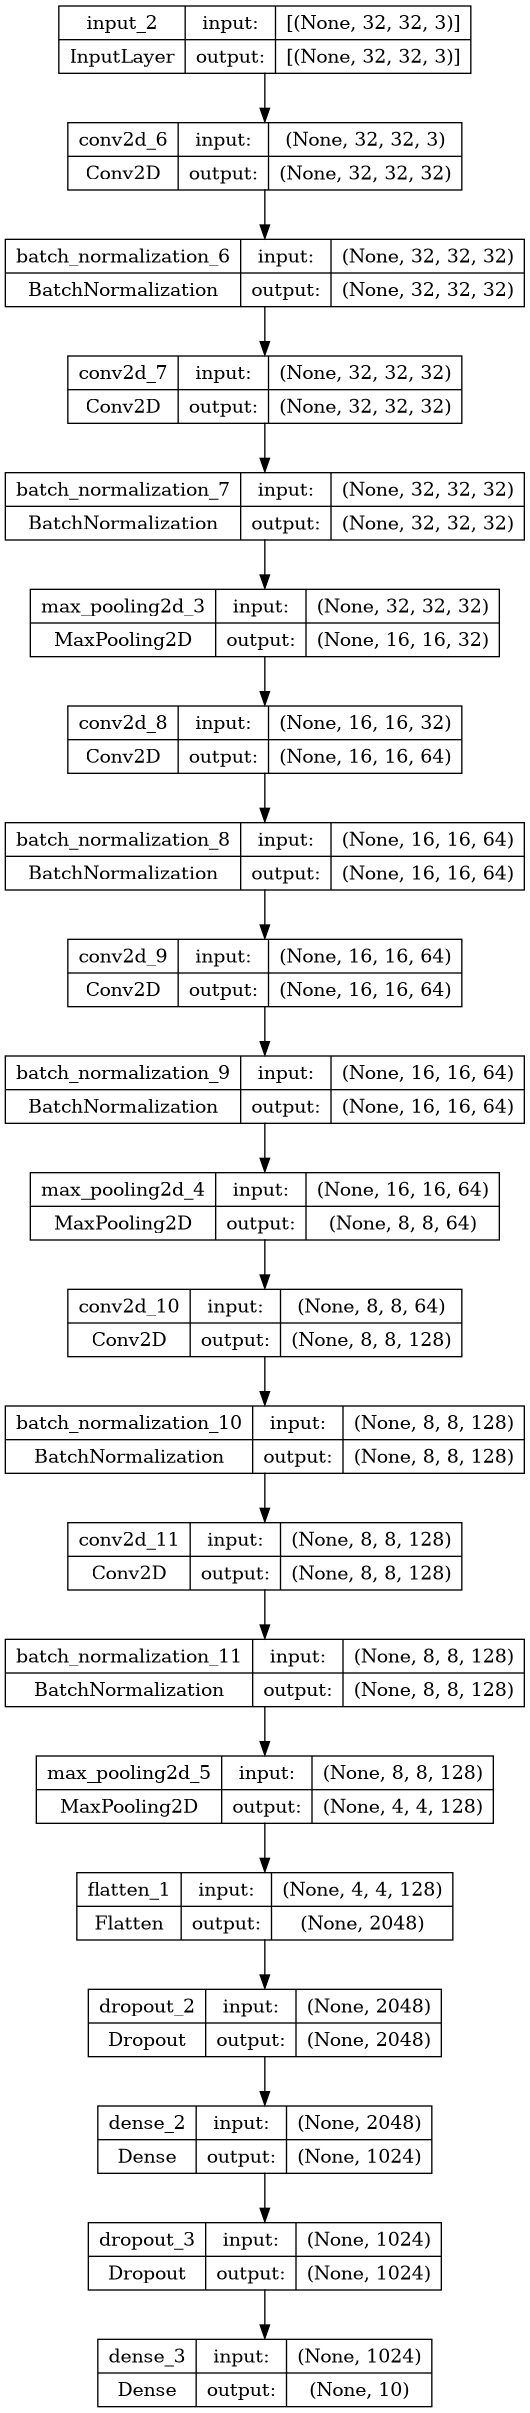 input_2 input: [(None, 32, 32, 3)]
InputLayer output: [(None, 32, 32, 3)]
conv2d_6 input: (None, 32, 32, 3)
Conv2D output: (None, 32, 32, 32)
batch_normalization_6 input: (None, 32, 32, 32)
BatchNormalization output: (None, 32, 32, 32)
conv2d_7 input: (None, 32, 32, 32)
Conv2D output: (None, 32, 32, 32)
batch_normalization_7 input: (None, 32, 32, 32)
BatchNormalization output: (None, 32, 32, 32)
max_pooling2d_3 input: (None, 32, 32, 32)
MaxPooling2D output: (None, 16, 16, 32)
conv2d_8 input: (None, 16, 16, 32)
Conv2D output: (None, 16, 16, 64)
batch_normalization_8 input: (None, 16, 16, 64)
BatchNormalization output: (None, 16, 16, 64)
conv2d_9 input: (None, 16, 16, 64)
Conv2D output: (None, 16, 16, 64)
batch_normalization_9 input: (None, 16, 16, 64)
BatchNormalization output: (None, 16, 16, 64)
max_pooling2d_4 input: (None, 16, 16, 64)
MaxPooling2D output: (None, 8, 8, 64)
conv2d_10 input: (None, 8, 8, 64)
Conv2D output: (None, 8, 8, 128)
batch_normalization_10 input: (None, 8, 8, 128)
BatchNormalization output: (None, 8, 8, 128)
conv2d_11 input: (None, 8, 8, 128)
Conv2D output: (None, 8, 8, 128)
batch_normalization_11 input: (None, 8, 8, 128)
BatchNormalization output: (None, 8, 8, 128)
max_pooling2d_5 input: (None, 8, 8, 128)
MaxPooling2D output: (None, 4, 4, 128)
flatten_1 input: (None, 4, 4, 128)
Flatten output: (None, 2048)
dropout_2 input: (None, 2048)
Dropout output: (None, 2048)
dense_2 input: (None, 2048)
Dense output: (None, 1024)
dropout_3 input: (None, 1024)
Dropout output: (None, 1024)
dense_3 input: (None, 1024)
Dense output: (None, 10)